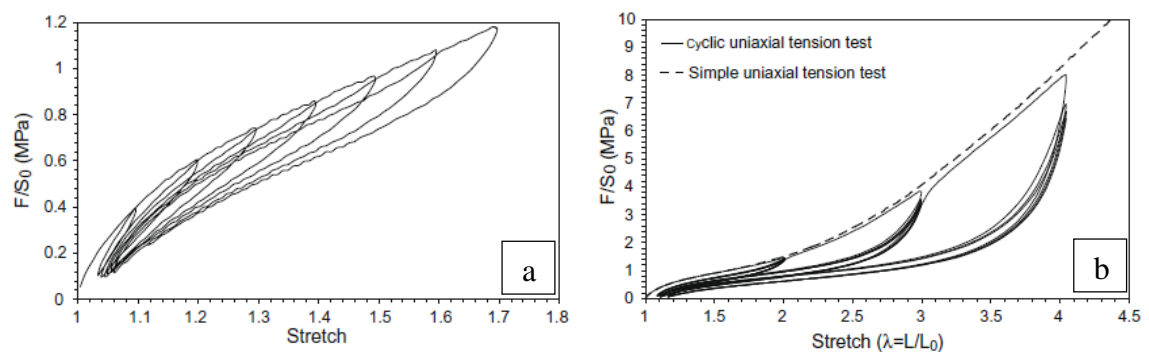 F/S0 (MPa)
1.2
1
0.8
0.6
0.4
0.2
0
1 1.1 1.2 1.3 1.4 1.5 1.6 1.7 1.8
Stretch
a
F/S0 (MPa)
10
9
8
7
6
5
4
3
2
1
0
Cyclic uniaxial tension test
Simple uniaxial tension test
1 1.5 2 2.5 3 3.5 4 4.5
Stretch (λ=L/L0)
b